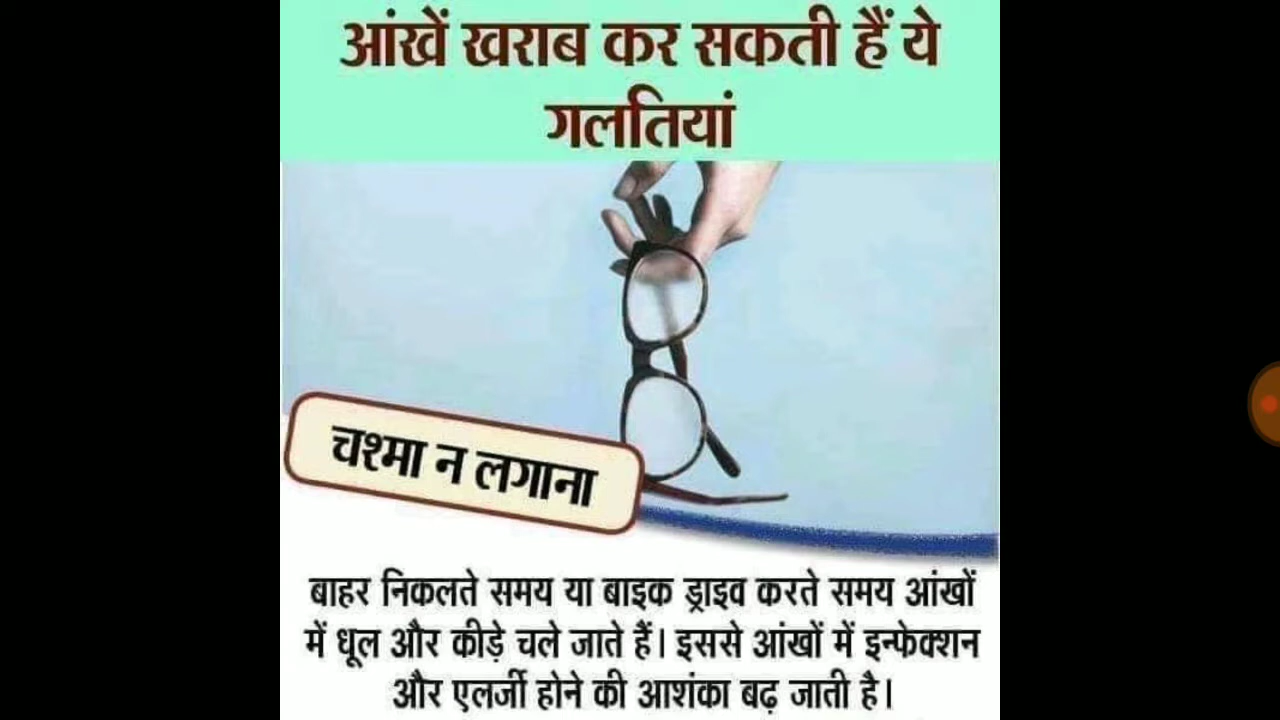 आंखें खराब कर सकती हैं ये
गलतियां
चश्मा न लगाना
बाहर निकलते समय या बाइक ड्राइव करते समय आंखों
में धूल और कीड़े चले जाते हैं। इससे आंखों में इन्फेक्शन
और एलर्जी होने की आशंका बढ़ जाती है।